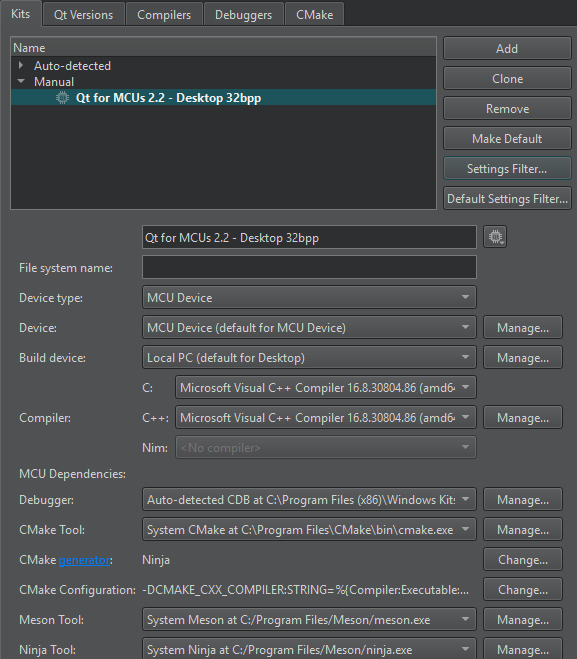 Kits Qt Versions Compilers Debuggers CMake
Name
Auto-detected
Manual
Qt for MCUs 2.2 - Desktop 32bpp
Add
Clone
Remove
Make Default
Settings Filter...
Default Settings Filter...
Qt for MCUs 2.2 - Desktop 32bpp
File system name:
Device type: MCU Device
Device: MCU Device (default for MCU Device) Manage...
Build device: Local PC (default for Desktop) Manage...
C: Microsoft Visual C++ Compiler 16.8.30804.86 (amd64
Compiler: C++: Microsoft Visual C++ Compiler 16.8.30804.86 (amd64 Manage...
Nim: <No compiler>
MCU Dependencies:
Debugger: Auto-detected CDB at C:\Program Files (x86)\Windows Kits Manage...
CMake Tool: System CMake at C:\Program Files\CMake\bin\cmake.exe Manage...
CMake generator: Ninja Change...
CMake Configuration: -DCMAKE_CXX_COMPILER:STRING=%{Compiler:Executable:... Change...
Meson Tool: System Meson at C:/Program Files/Meson/meson.exe Manage...
Ninja Tool: System Ninja at C:/Program Files/Meson/ninja.exe Manage...